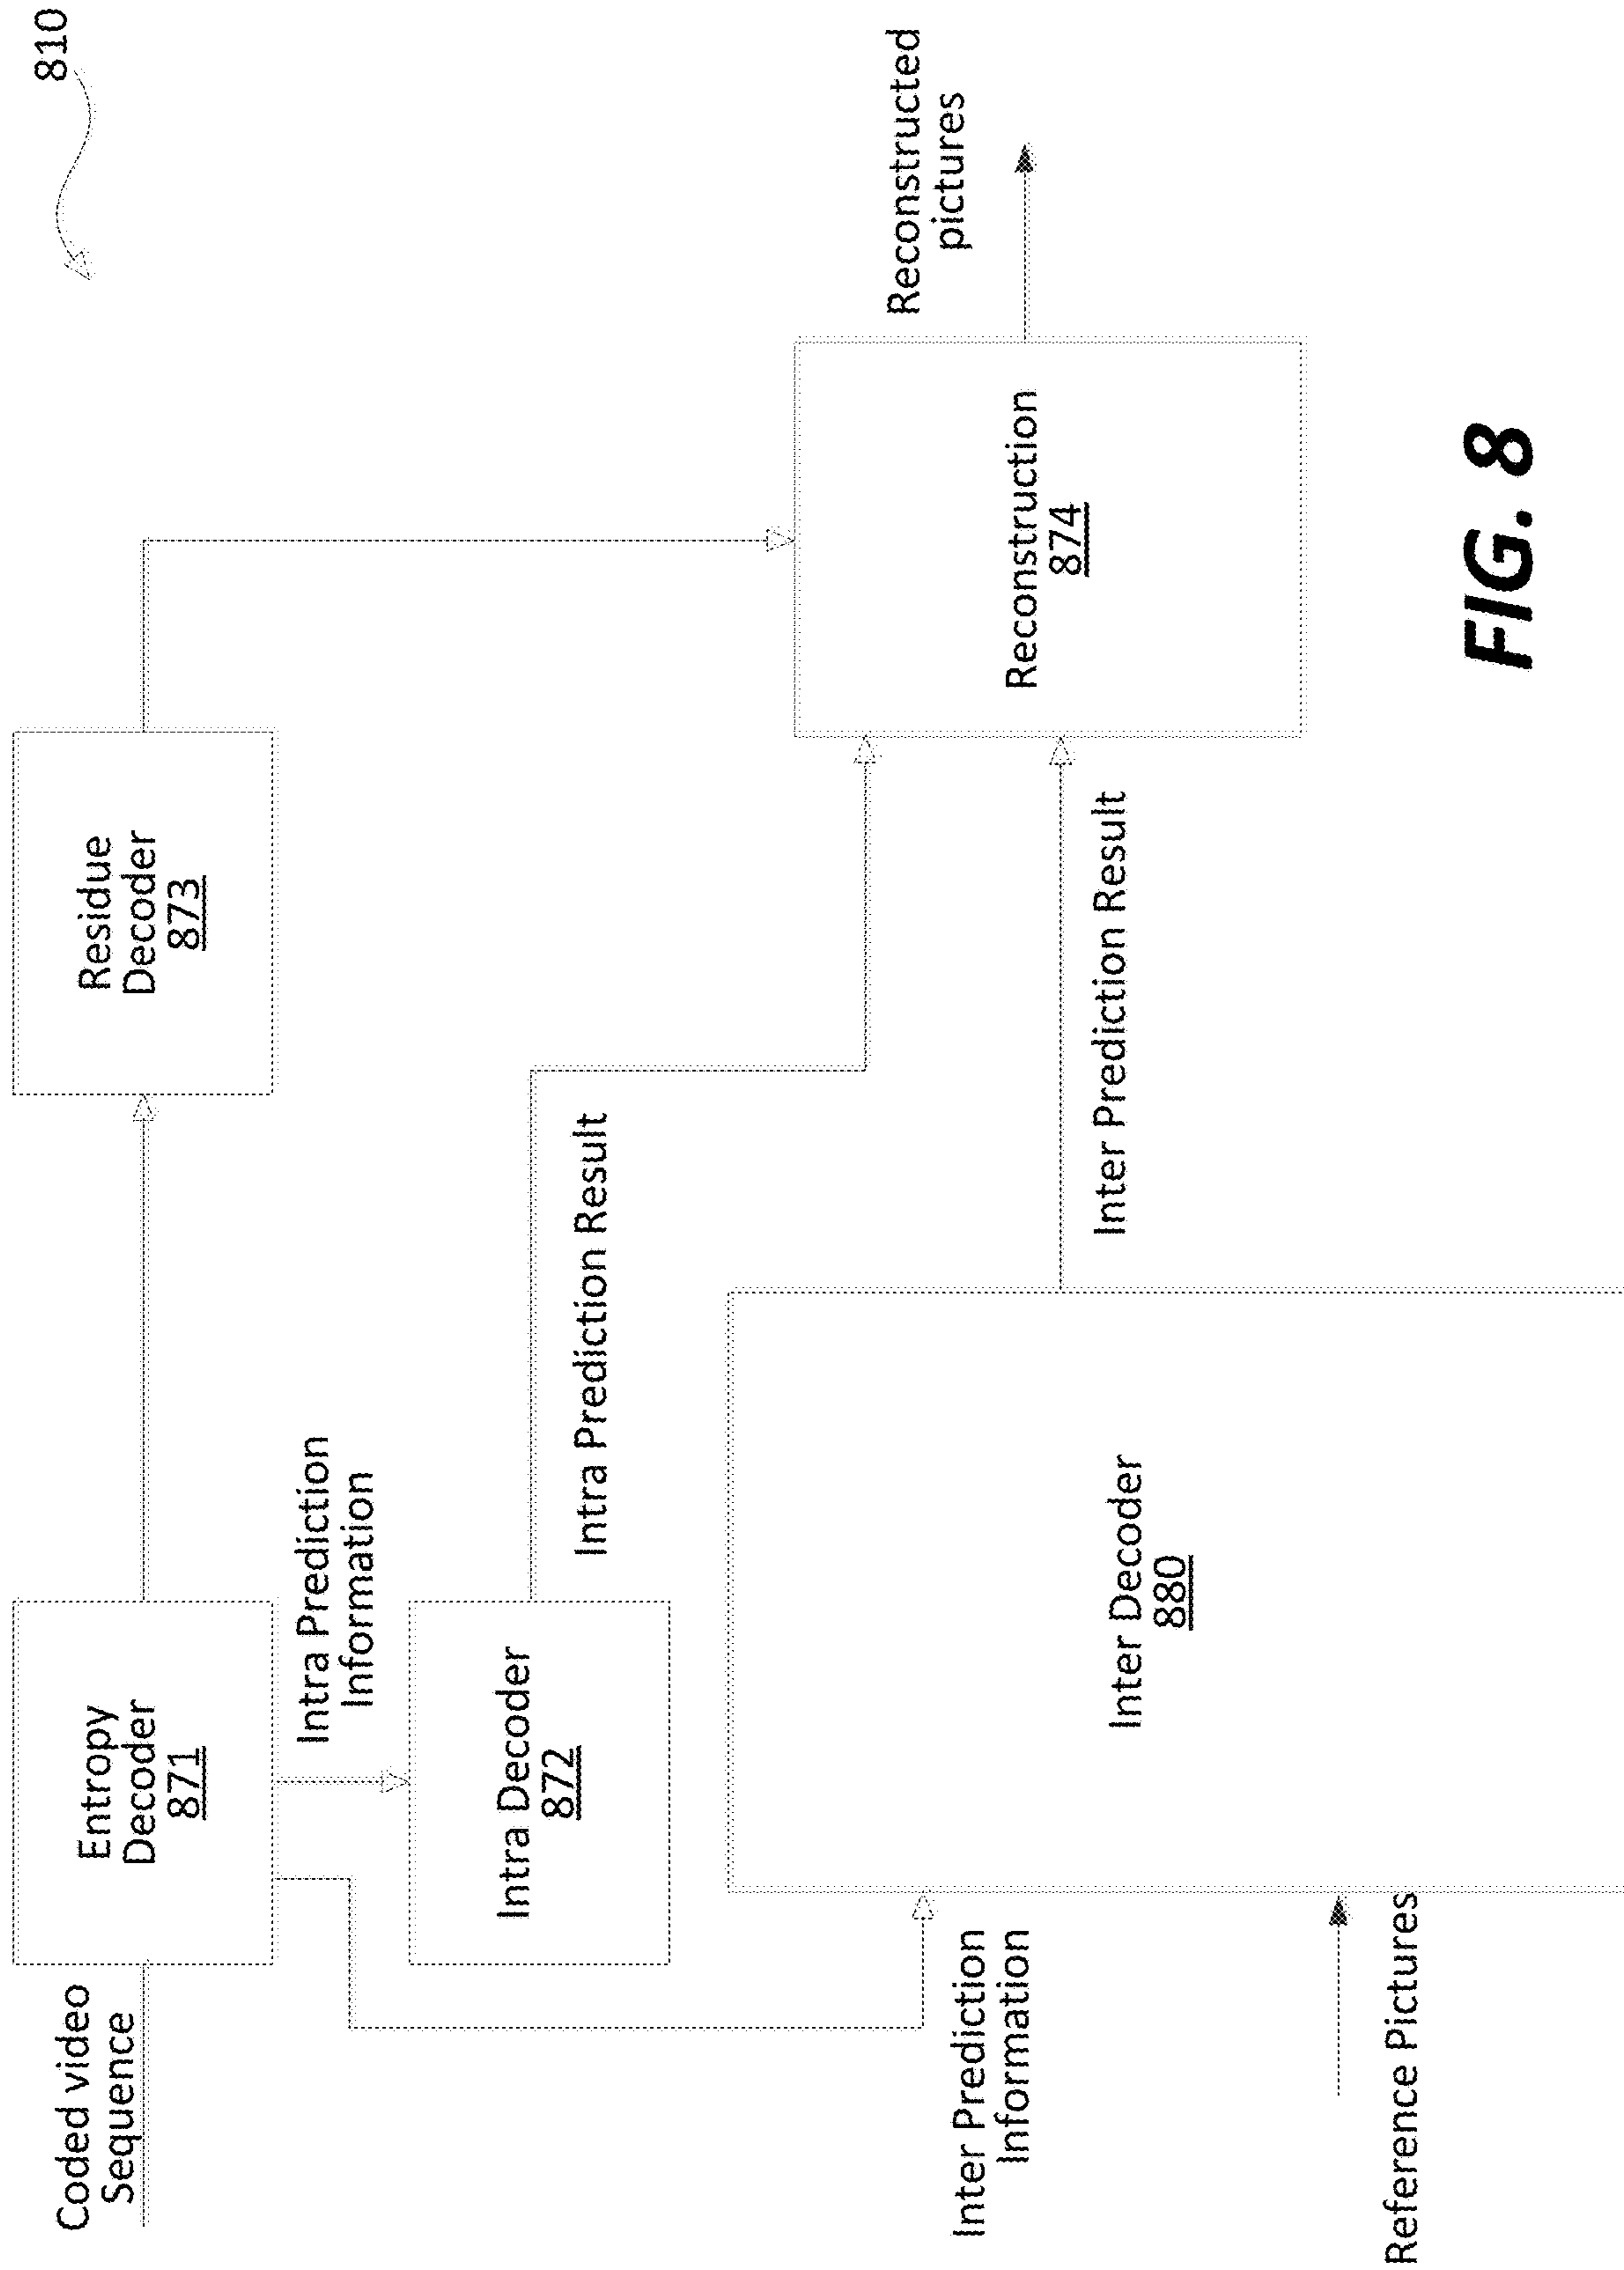 810
Coded video
Sequence
Entropy
Decoder
871
Residue
Decoder
873
Intra Prediction
Information
Intra Decoder
872
Intra Prediction Result
Inter Prediction
Information
Inter Decoder
880
Inter Prediction Result
Reconstruction
874
Reconstructed
pictures
Reference Pictures
FIG. 8